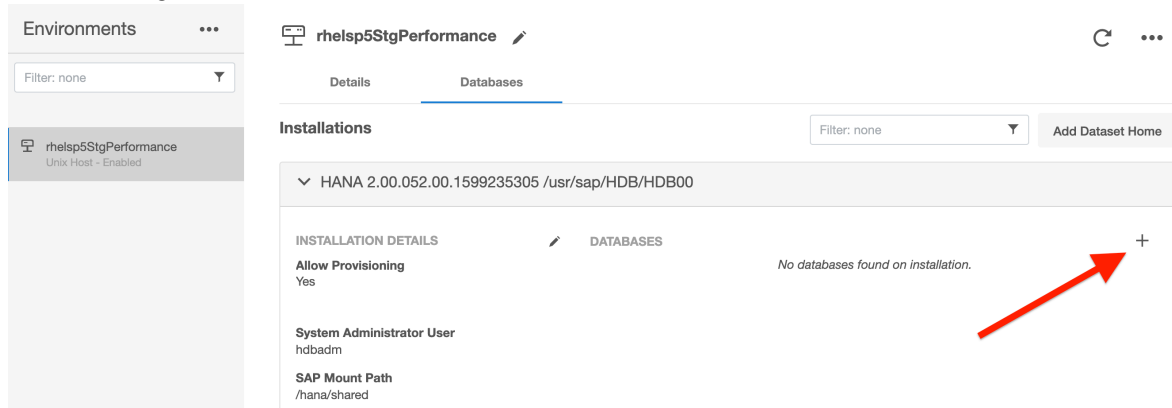 Environments
Filter: none
rhelsp5StgPerformance
Unix Host - Enabled
rhelsp5StgPerformance
Details Databases
Installations
Filter: none
Add Dataset Home
HANA 2.00.052.00.1599235305 /usr/sap/HDB/HDB00
INSTALLATION DETAILS
Allow Provisioning
Yes
System Administrator User
hdbadm
SAP Mount Path
/hana/shared
DATABASES
No databases found on installation.